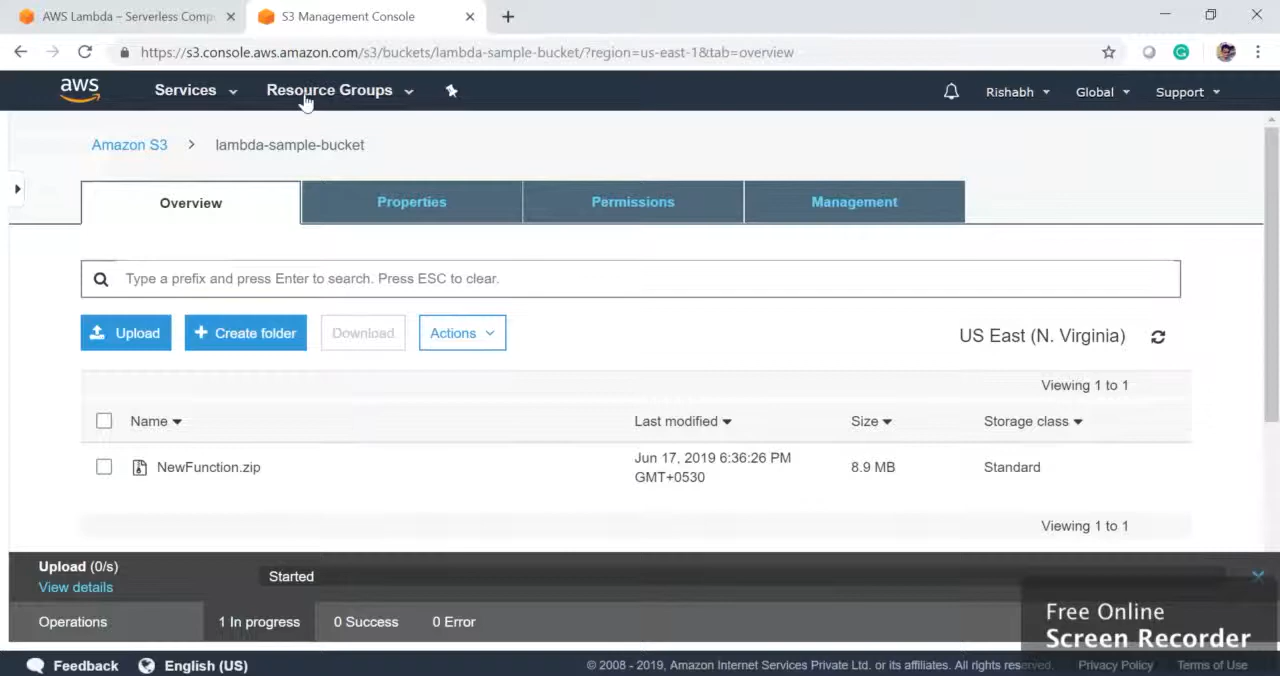 AWS Lambda – Serverless Comp
S3 Management Console
https://s3.console.aws.amazon.com/s3/buckets/lambda-sample-bucket/?region=us-east-1&tab=overview
aws Services Resource Groups Rishabh Global Support
Amazon S3 > lambda-sample-bucket
Overview Properties Permissions Management
Type a prefix and press Enter to search. Press ESC to clear.
Upload Create folder Download Actions US East (N. Virginia)
Viewing 1 to 1
Name Last modified Size Storage class
NewFunction.zip Jun 17, 2019 6:36:26 PM GMT+0530 8.9 MB Standard
Viewing 1 to 1
Upload (0/s)
View details
Started
Operations 1 In progress 0 Success 0 Error
Free Online
Screen Recorder
Feedback English (US) © 2008 - 2019, Amazon Internet Services Private Ltd. or its affiliates. All rights reserved. Privacy Policy Terms of Use